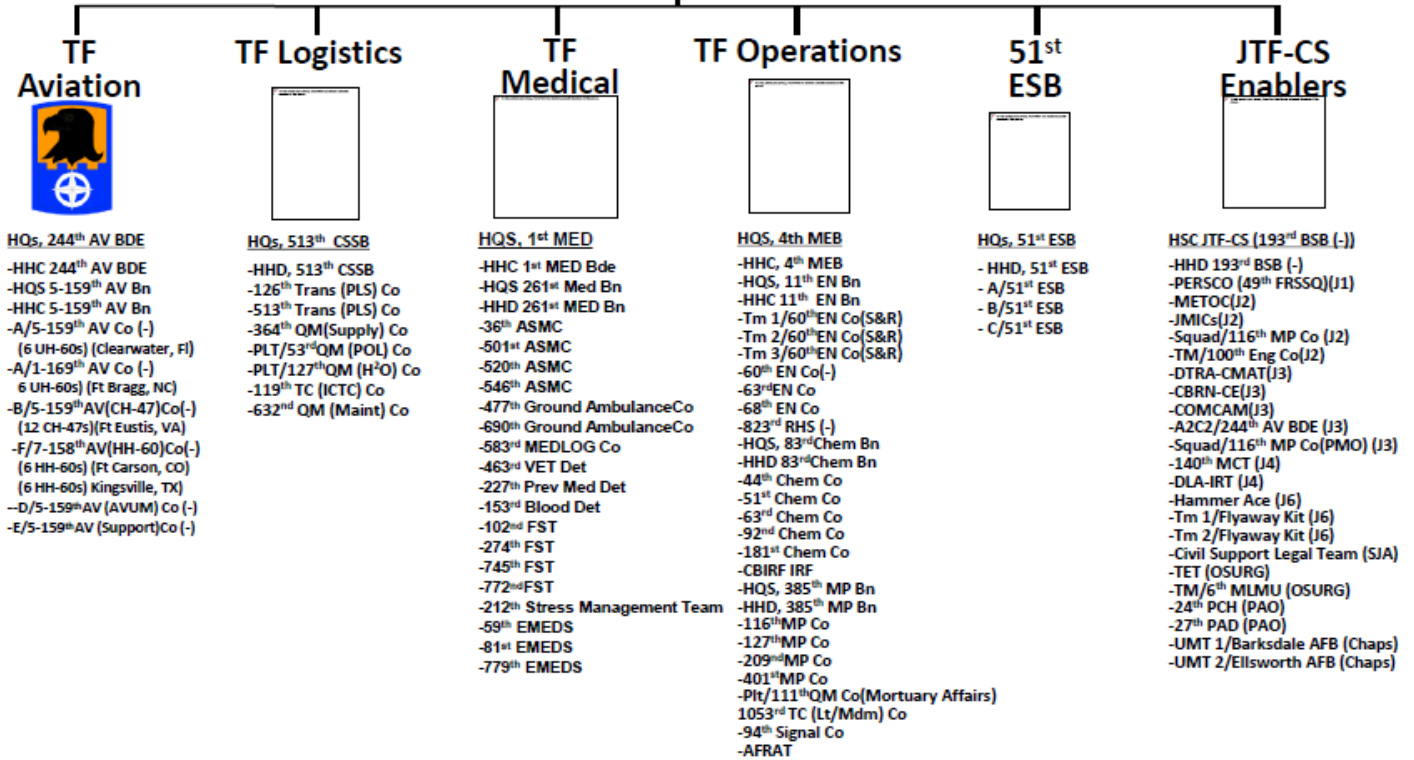 TF
Aviation
HQs, 244th AV BDE
-HHC 244th AV BDE
-HQS 5-159th AV Bn
-HHC 5-159th AV Bn
-A/5-159th AV Co (-)
(6 UH-60s) (Clearwater, Fl)
-A/1-169th AV Co (-)
6 UH-60s) (Ft Bragg, NC)
-B/5-159thAV(CH-47)Co(-)
(12 CH-47s)(Ft Eustis, VA)
-F/7-158thAV(HH-60)Co(-)
(6 HH-60s) (Ft Carson, CO)
(6 HH-60s) Kingsville, TX)
--D/5-159thAV (AVUM) Co (-)
-E/5-159thAV (Support)Co (-)
TF Logistics
HQs, 513th CSSB
-HHD, 513th CSSB
-126th Trans (PLS) Co
-513th Trans (PLS) Co
-364th QM(Supply) Co
-PLT/53rdQM (POL) Co
-PLT/127thQM (H2O) Co
-119th TC (ICTC) Co
-632nd QM (Maint) Co
TF
Medical
HQS, 1st MED
-HHC 1st MED Bde
-HQS 261st Med Bn
-HHD 261st MED Bn
-36th ASMC
-501st ASMC
-520th ASMC
-546th ASMC
-477th Ground AmbulanceCo
-690th Ground AmbulanceCo
-583rd MEDLOG Co
-463rd VET Det
-227th Prev Med Det
-153rd Blood Det
-102nd FST
-274th FST
-745th FST
-772ndFST
-212th Stress Management Team
-59th EMEDS
-81st EMEDS
-779th EMEDS
TF Operations
HQS, 4th MEB
-HHC, 4th MEB
-HQS, 11th EN Bn
-HHC 11th EN Bn
-Tm 1/60thEN Co(S&R)
-Tm 2/60thEN Co(S&R)
-Tm 3/60thEN Co(S&R)
-60th EN Co(-)
-63rdEN Co
-68th EN Co
-823rd RHS (-)
-HQS, 83rdChem Bn
-HHD 83rdChem Bn
-44th Chem Co
-51st Chem Co
-63rd Chem Co
-92nd Chem Co
-181st Chem Co
-CBIRF IRF
-HQS, 385th MP Bn
-HHD, 385th MP Bn
-116thMP Co
-127thMP Co
-209ndMP Co
-401stMP Co
-Plt/111thQM Co(Mortuary Affairs)
1053rd TC (Lt/Mdm) Co
-94th Signal Co
-AFRAT
51st
ESB
HQs, 51st ESB
- HHD, 51st ESB
- A/51st ESB
- B/51st ESB
- C/51st ESB
JTF-CS
Enablers
HSC JTF-CS (193rd BSB (-))
-HHD 193rd BSB (-)
-PERSCO (49th FRSSQ)(J1)
-METOC(J2)
-JMICs(J2)
-Squad/116th MP Co (J2)
-TM/100th Eng Co(J2)
-DTRA-CMAT(J3)
-CBRN-CE(J3)
-COMCAM(J3)
-A2C2/244th AV BDE (J3)
-Squad/116th MP Co(PMO) (J3)
-140th MCT (J4)
-DLA-IRT (J4)
-Hammer Ace (J6)
-Tm 1/Flyaway Kit (J6)
-Tm 2/Flyaway Kit (J6)
-Civil Support Legal Team (SJA)
-TET (OSURG)
-TM/6th MLMU (OSURG)
-24th PCH (PAO)
-27th PAD (PAO)
-UMT 1/Barksdale AFB (Chaps)
-UMT 2/Ellsworth AFB (Chaps)